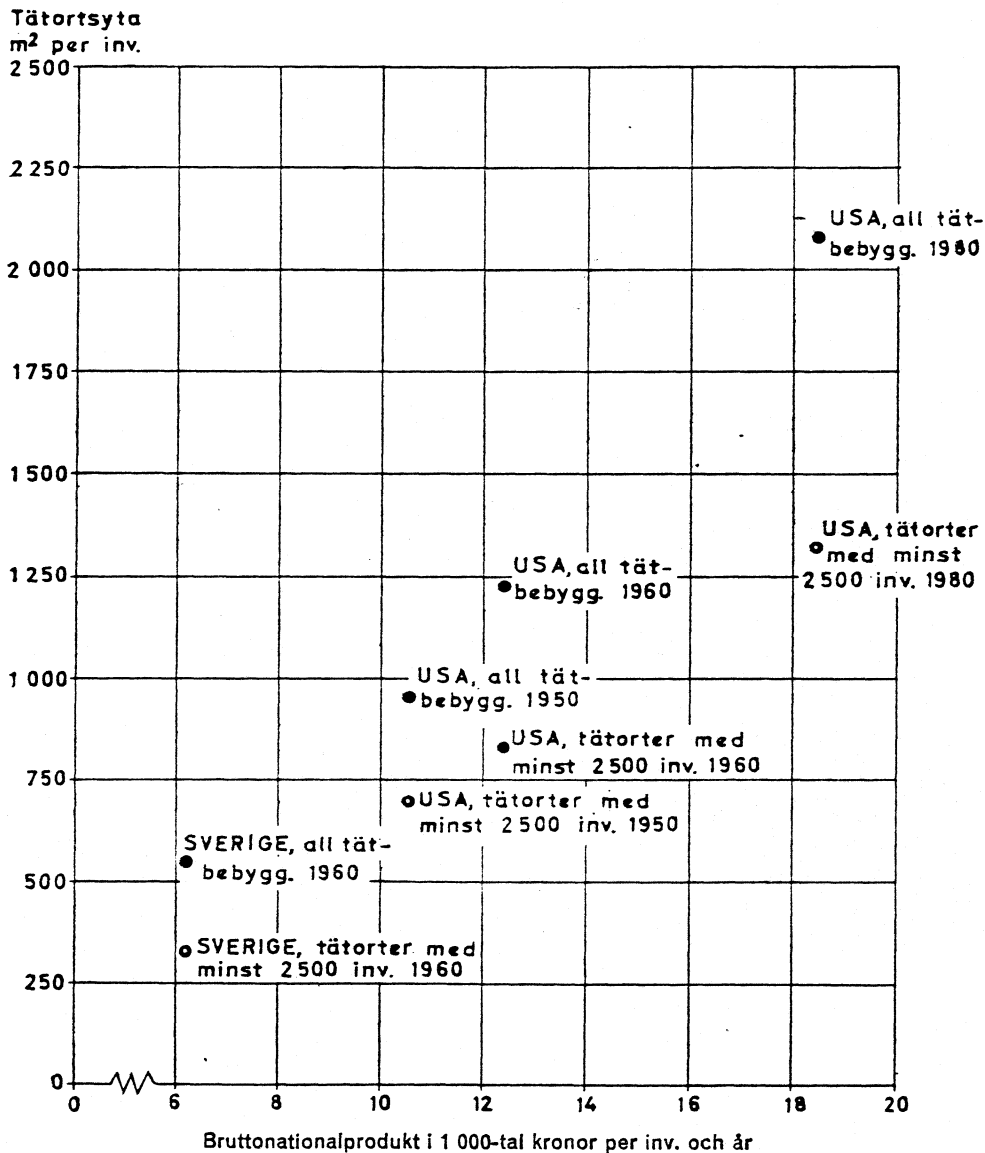 Tätortsyta
m² per inv.
2 500
2 250
USA, all tät-
bebygg. 1980
2 000
1 750
1 500
USA, tätorter
med minst
2 500 inv. 1980
1 250
USA, all tät-
bebygg. 1960
1 000
USA, all tät-
bebygg. 1950
USA, tätorter med
minst 2 500 inv. 1960
750
USA, tätorter med
minst 2 500 inv. 1950
SVERIGE, all tät-
bebygg. 1960
500
SVERIGE, tätorter med
minst 2 500 inv. 1960
250
0
0 6 8 10 12 14 16 18 20
Bruttonationalprodukt i 1 000-tal kronor per inv. och år